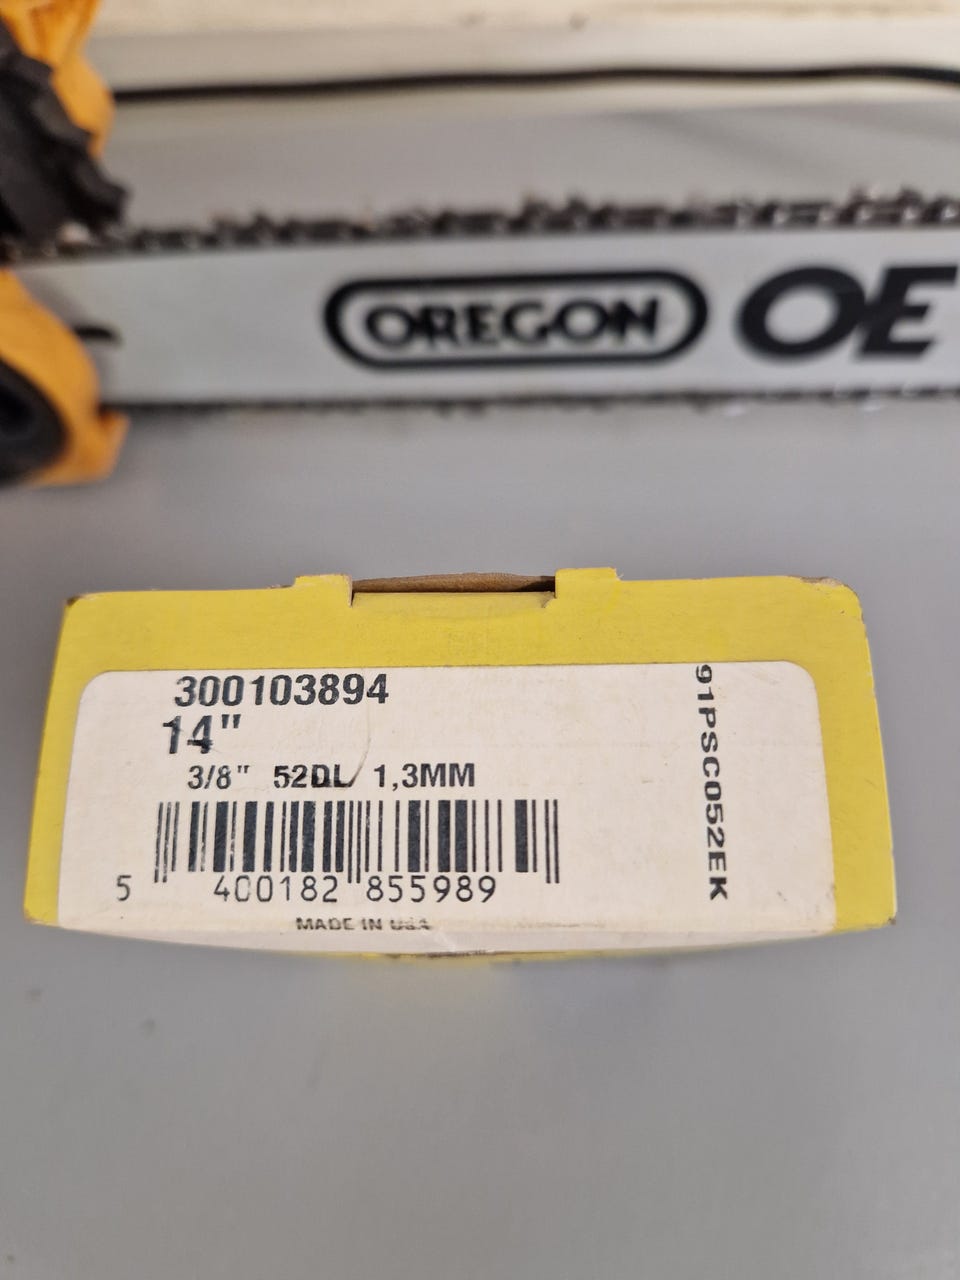 OREGON
OE
300103894
14"
3/8" 52DL 1,3MM
5 400182 855989
MADE IN USA
91PSC052EK